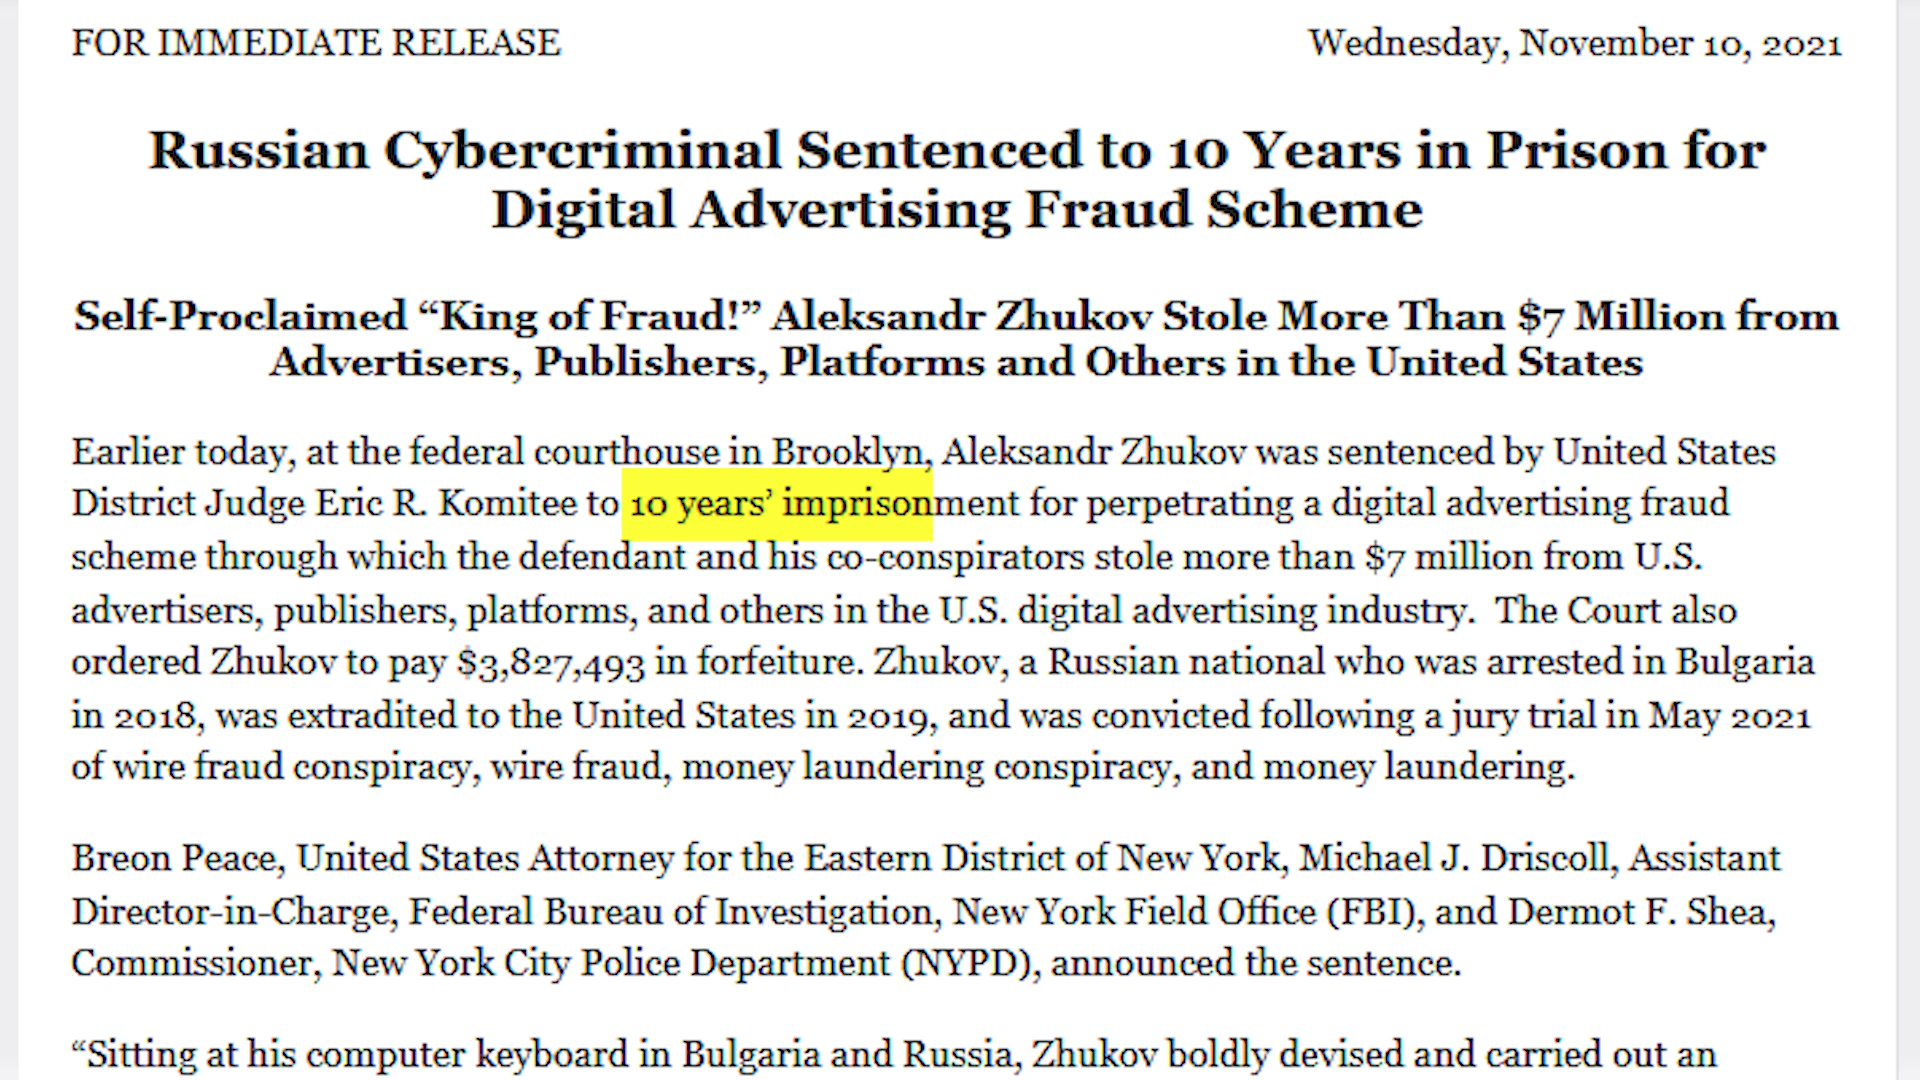 FOR IMMEDIATE RELEASE
Wednesday, November 10, 2021
Russian Cybercriminal Sentenced to 10 Years in Prison for
Digital Advertising Fraud Scheme
Self-Proclaimed “King of Fraud!” Aleksandr Zhukov Stole More Than $7 Million from
Advertisers, Publishers, Platforms and Others in the United States
Earlier today, at the federal courthouse in Brooklyn, Aleksandr Zhukov was sentenced by United States
District Judge Eric R. Komitee to 10 years’ imprisonment for perpetrating a digital advertising fraud
scheme through which the defendant and his co-conspirators stole more than $7 million from U.S.
advertisers, publishers, platforms, and others in the U.S. digital advertising industry.  The Court also
ordered Zhukov to pay $3,827,493 in forfeiture. Zhukov, a Russian national who was arrested in Bulgaria
in 2018, was extradited to the United States in 2019, and was convicted following a jury trial in May 2021
of wire fraud conspiracy, wire fraud, money laundering conspiracy, and money laundering.
Breon Peace, United States Attorney for the Eastern District of New York, Michael J. Driscoll, Assistant
Director-in-Charge, Federal Bureau of Investigation, New York Field Office (FBI), and Dermot F. Shea,
Commissioner, New York City Police Department (NYPD), announced the sentence.
“Sitting at his computer keyboard in Bulgaria and Russia, Zhukov boldly devised and carried out an